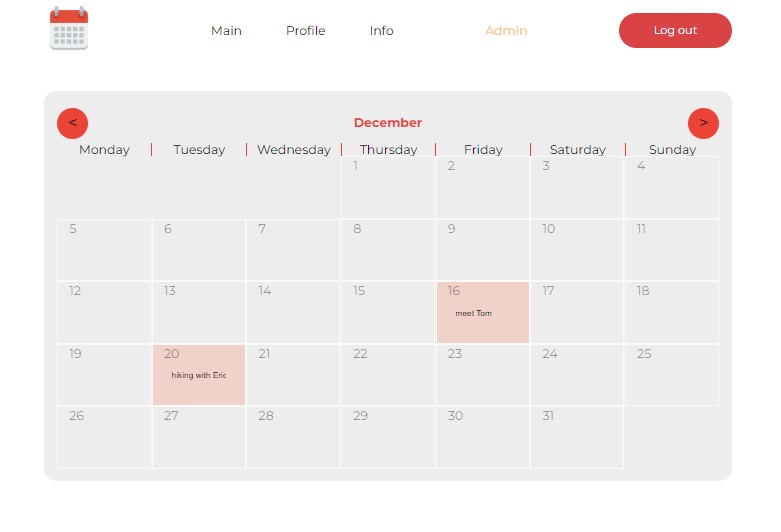 Main Profile Info Admin Log out
< December >
Monday Tuesday Wednesday Thursday Friday Saturday Sunday
1 2 3 4
5 6 7 8 9 10 11
12 13 14 15 16 17 18
meet Tom
19 20 21 22 23 24 25
hiking with Eric
26 27 28 29 30 31